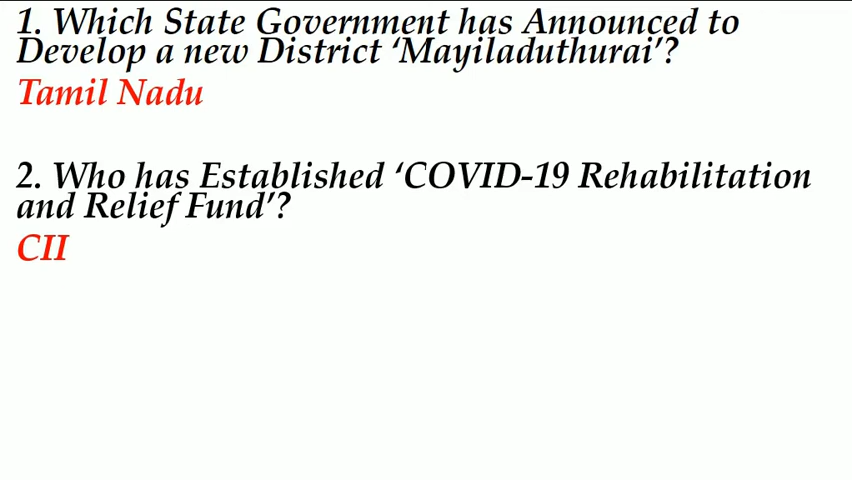 1. Which State Government has Announced to
Develop a new District ‘Mayiladuthurai’?
Tamil Nadu
2. Who has Established ‘COVID-19 Rehabilitation
and Relief Fund’?
CII